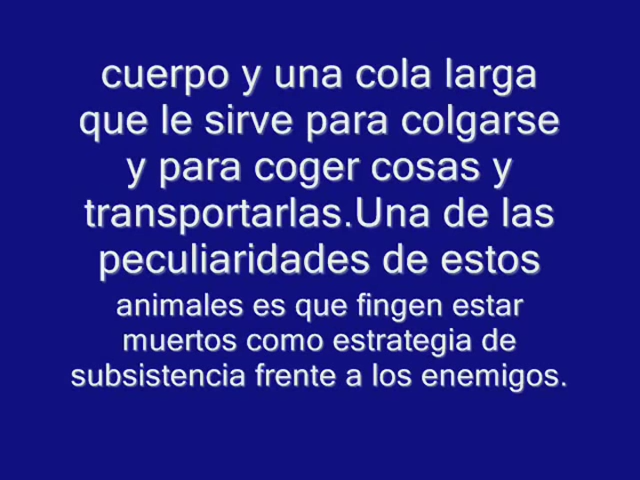 cuerpo y una cola larga
que le sirve para colgarse
y para coger cosas y
transportarlas.Una de las
peculiaridades de estos
animales es que fingen estar
muertos como estrategia de
subsistencia frente a los enemigos.